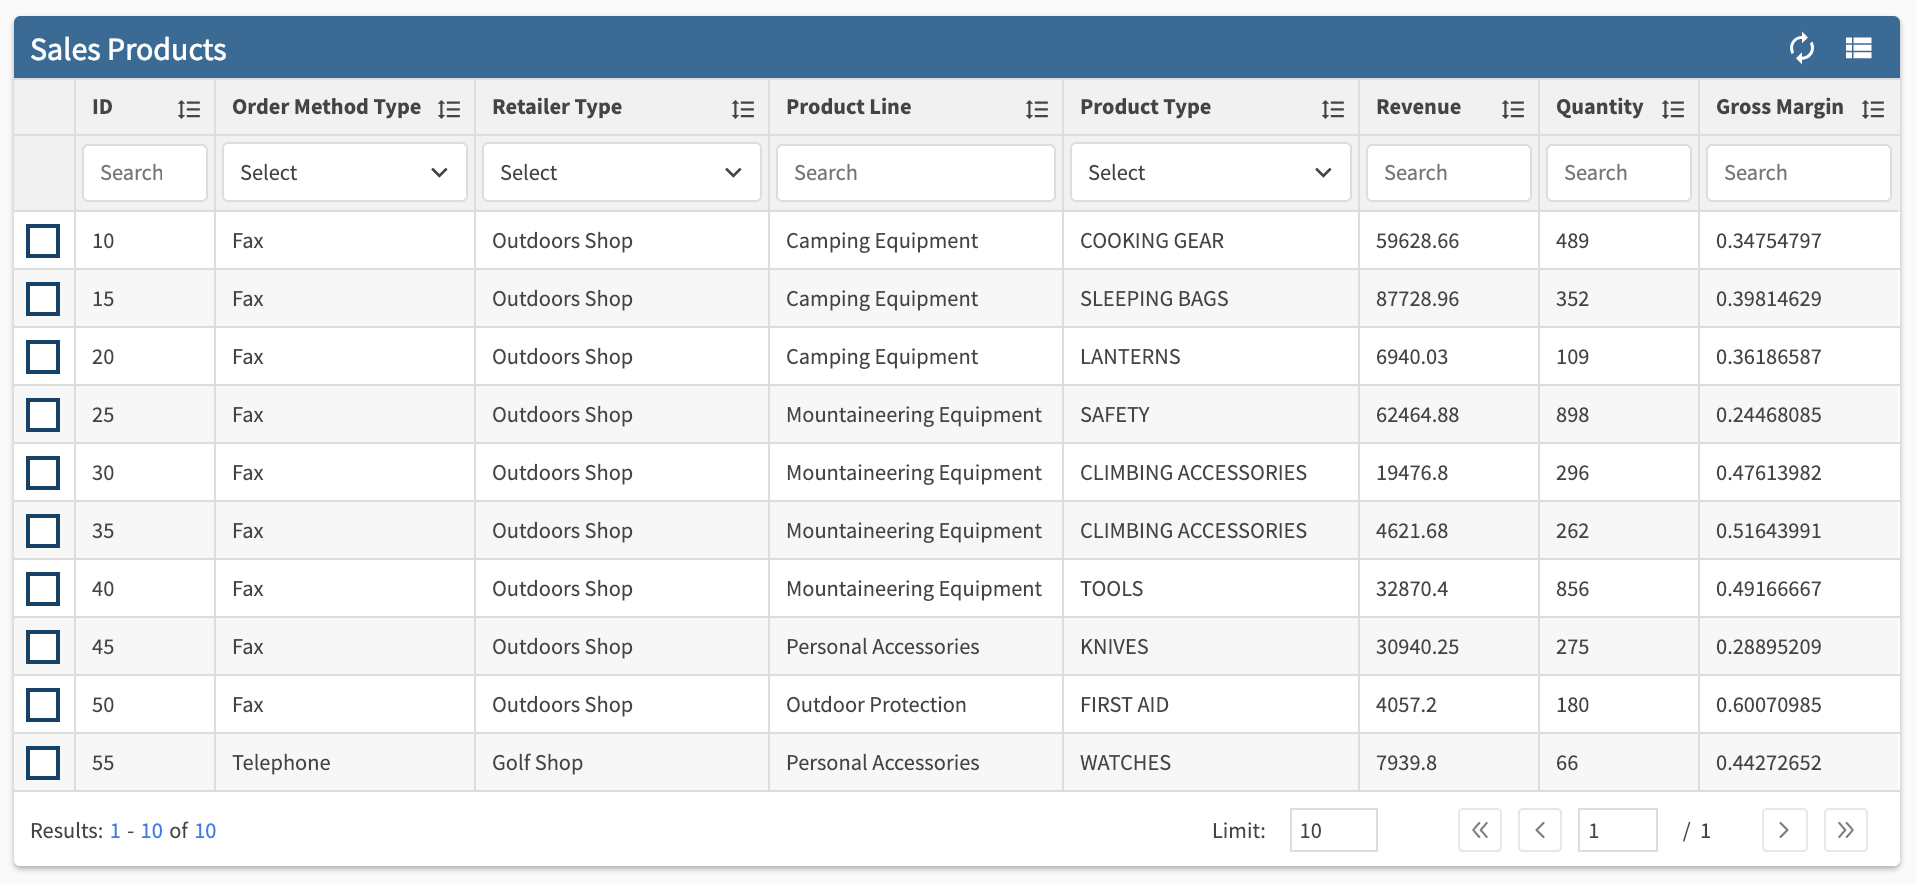 Sales Products
ID Order Method Type Retailer Type Product Line Product Type Revenue Quantity Gross Margin
Search Select Select Search Select Search Search Search
10 Fax Outdoors Shop Camping Equipment COOKING GEAR 59628.66 489 0.34754797
15 Fax Outdoors Shop Camping Equipment SLEEPING BAGS 87728.96 352 0.39814629
20 Fax Outdoors Shop Camping Equipment LANTERNS 6940.03 109 0.36186587
25 Fax Outdoors Shop Mountaineering Equipment SAFETY 62464.88 898 0.24468085
30 Fax Outdoors Shop Mountaineering Equipment CLIMBING ACCESSORIES 19476.8 296 0.47613982
35 Fax Outdoors Shop Mountaineering Equipment CLIMBING ACCESSORIES 4621.68 262 0.51643991
40 Fax Outdoors Shop Mountaineering Equipment TOOLS 32870.4 856 0.49166667
45 Fax Outdoors Shop Personal Accessories KNIVES 30940.25 275 0.28895209
50 Fax Outdoors Shop Outdoor Protection FIRST AID 4057.2 180 0.60070985
55 Telephone Golf Shop Personal Accessories WATCHES 7939.8 66 0.44272652
Results: 1 - 10 of 10 Limit: 10 1 / 1